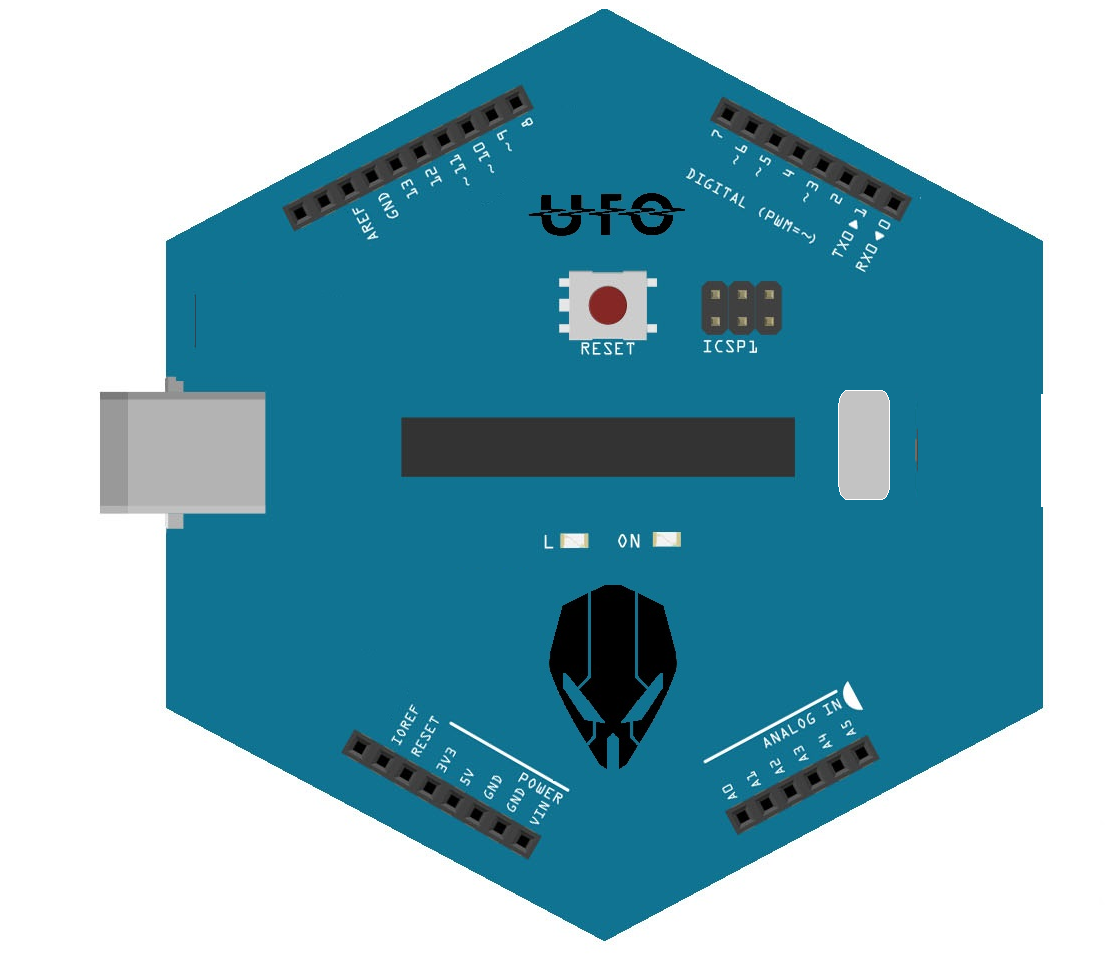 8
~9
~10
~11
12
13
GND
AREF
7
~6
~5
4
~3
2
TX0▶1
RX0◀0
DIGITAL (PWM=~)
UFO
RESET
ICSP1
L
ON
IOREF
RESET
3V3
5V
GND
GND
VIN
POWER
ANALOG IN
A0
A1
A2
A3
A4
A5